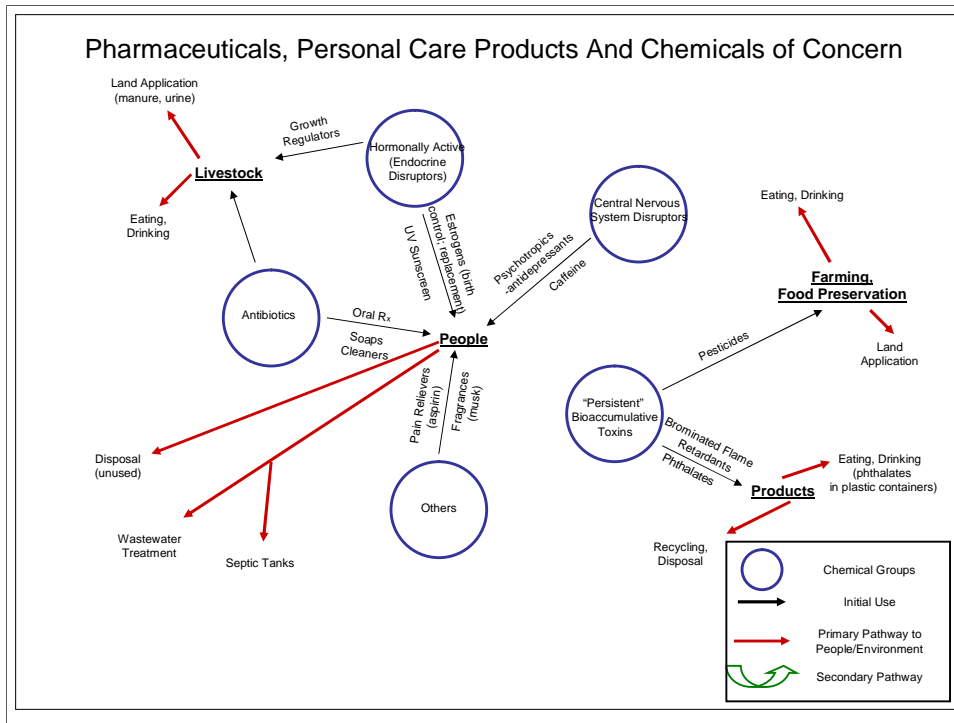 Pharmaceuticals, Personal Care Products And Chemicals of Concern
Land Application
(manure, urine)
Growth
Regulators
Hormonally Active
(Endocrine
Disruptors)
Livestock
Eating,
Drinking
Estrogens (birth
control; replacement)
UV Sunscreen
Central Nervous
System Disruptors
Psychotropics
-antidepressants
Caffeine
Eating, Drinking
Farming,
Food Preservation
Land
Application
Pesticides
Antibiotics
Oral Rx
Soaps
Cleaners
People
Pain Relievers
(aspirin)
Fragrances
(musk)
Others
"Persistent"
Bioaccumulative
Toxins
Brominated Flame
Retardants
Phthalates
Products
Eating, Drinking
(phthalates
in plastic containers)
Recycling,
Disposal
Disposal
(unused)
Wastewater
Treatment
Septic Tanks
Chemical Groups
Initial Use
Primary Pathway to
People/Environment
Secondary Pathway